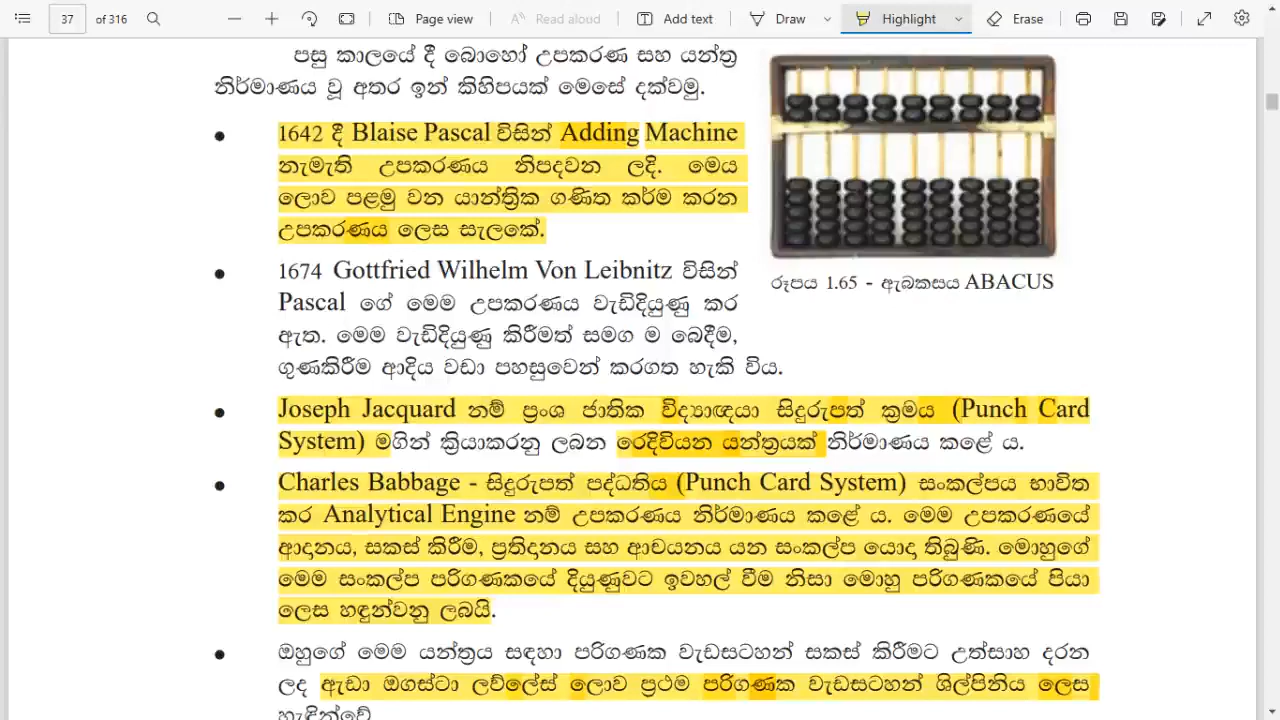 37 of 316 Page view Read aloud Add text Draw Highlight Erase
පසු කාලයේ දී බොහෝ උපකරණ සහ යන්ත්‍ර
නිර්මාණය වූ අතර ඉන් කිහිපයක් මෙසේ දක්වමු.
● 1642 දී Blaise Pascal විසින් Adding Machine
නැමැති උපකරණය නිපදවන ලදි. මෙය
ලොව පළමු වන යාන්ත්‍රික ගණිත කර්ම කරන
උපකරණය ලෙස සැලකේ.
● 1674 Gottfried Wilhelm Von Leibnitz විසින්
Pascal ගේ මෙම උපකරණය වැඩිදියුණු කර
ඇත. මෙම වැඩිදියුණු කිරීමත් සමග ම බෙදීම,
ගුණකිරීම ආදිය වඩා පහසුවෙන් කරගත හැකි විය.
රූපය 1.65 - ඇබකසය ABACUS
● Joseph Jacquard නම් ප්‍රංශ ජාතික විද්‍යාඥයා සිදුරුපත් ක්‍රමය (Punch Card
System) මගින් ක්‍රියාකරනු ලබන රෙදිවියන යන්ත්‍රයක් නිර්මාණය කළේ ය.
● Charles Babbage - සිදුරුපත් පද්ධතිය (Punch Card System) සංකල්පය භාවිත
කර Analytical Engine නම් උපකරණය නිර්මාණය කළේ ය. මෙම උපකරණයේ
ආදානය, සකස් කිරීම, ප්‍රතිදානය සහ ආචයනය යන සංකල්ප යොදා තිබුණි. මොහුගේ
මෙම සංකල්ප පරිගණකයේ දියුණුවට ඉවහල් වීම නිසා මොහු පරිගණකයේ පියා
ලෙස හඳුන්වනු ලබයි.
● ඔහුගේ මෙම යන්ත්‍රය සඳහා පරිගණක වැඩසටහන් සකස් කිරීමට උත්සාහ දරන
ලද ඇඩා ඔගස්ටා ලව්ලේස් ලොව ප්‍රථම පරිගණක වැඩසටහන් ශිල්පිනිය ලෙස
හැඳින්වේ